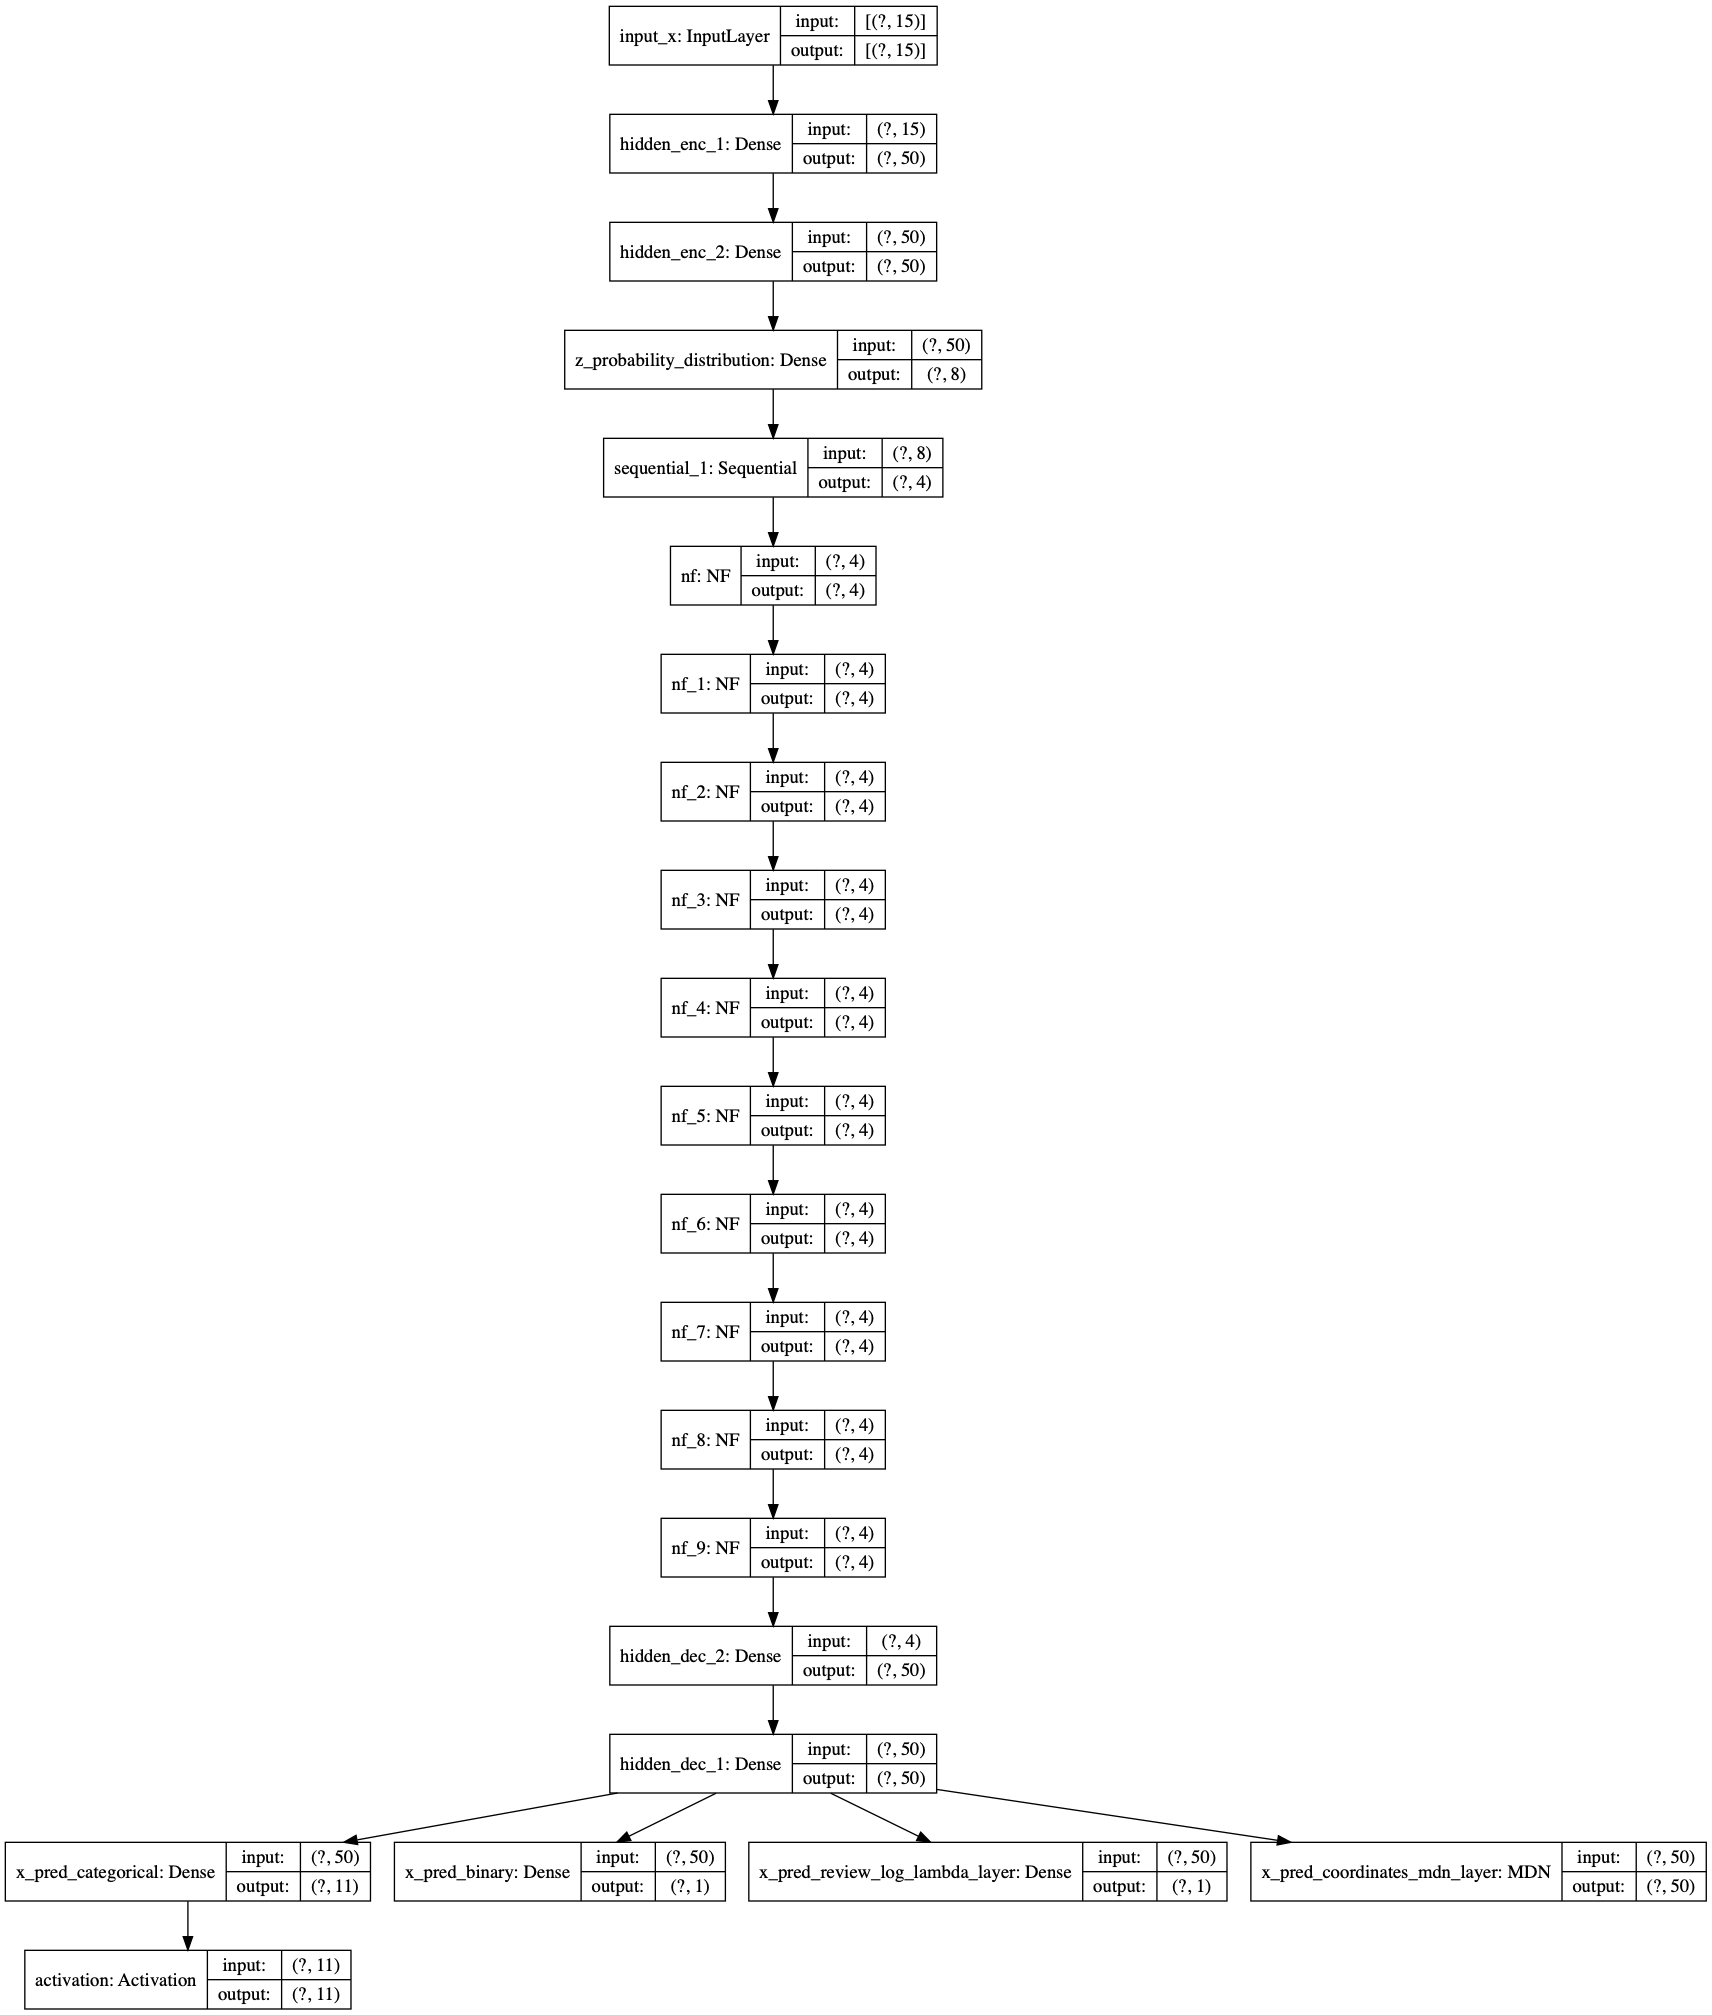 input_x: InputLayer
input: [(?, 15)]
output: [(?, 15)]
hidden_enc_1: Dense
input: (?, 15)
output: (?, 50)
hidden_enc_2: Dense
input: (?, 50)
output: (?, 50)
z_probability_distribution: Dense
input: (?, 50)
output: (?, 8)
sequential_1: Sequential
input: (?, 8)
output: (?, 4)
nf: NF
input: (?, 4)
output: (?, 4)
nf_1: NF
input: (?, 4)
output: (?, 4)
nf_2: NF
input: (?, 4)
output: (?, 4)
nf_3: NF
input: (?, 4)
output: (?, 4)
nf_4: NF
input: (?, 4)
output: (?, 4)
nf_5: NF
input: (?, 4)
output: (?, 4)
nf_6: NF
input: (?, 4)
output: (?, 4)
nf_7: NF
input: (?, 4)
output: (?, 4)
nf_8: NF
input: (?, 4)
output: (?, 4)
nf_9: NF
input: (?, 4)
output: (?, 4)
hidden_dec_2: Dense
input: (?, 4)
output: (?, 50)
hidden_dec_1: Dense
input: (?, 50)
output: (?, 50)
x_pred_categorical: Dense
input: (?, 50)
output: (?, 11)
x_pred_binary: Dense
input: (?, 50)
output: (?, 1)
x_pred_review_log_lambda_layer: Dense
input: (?, 50)
output: (?, 1)
x_pred_coordinates_mdn_layer: MDN
input: (?, 50)
output: (?, 50)
activation: Activation
input: (?, 11)
output: (?, 11)